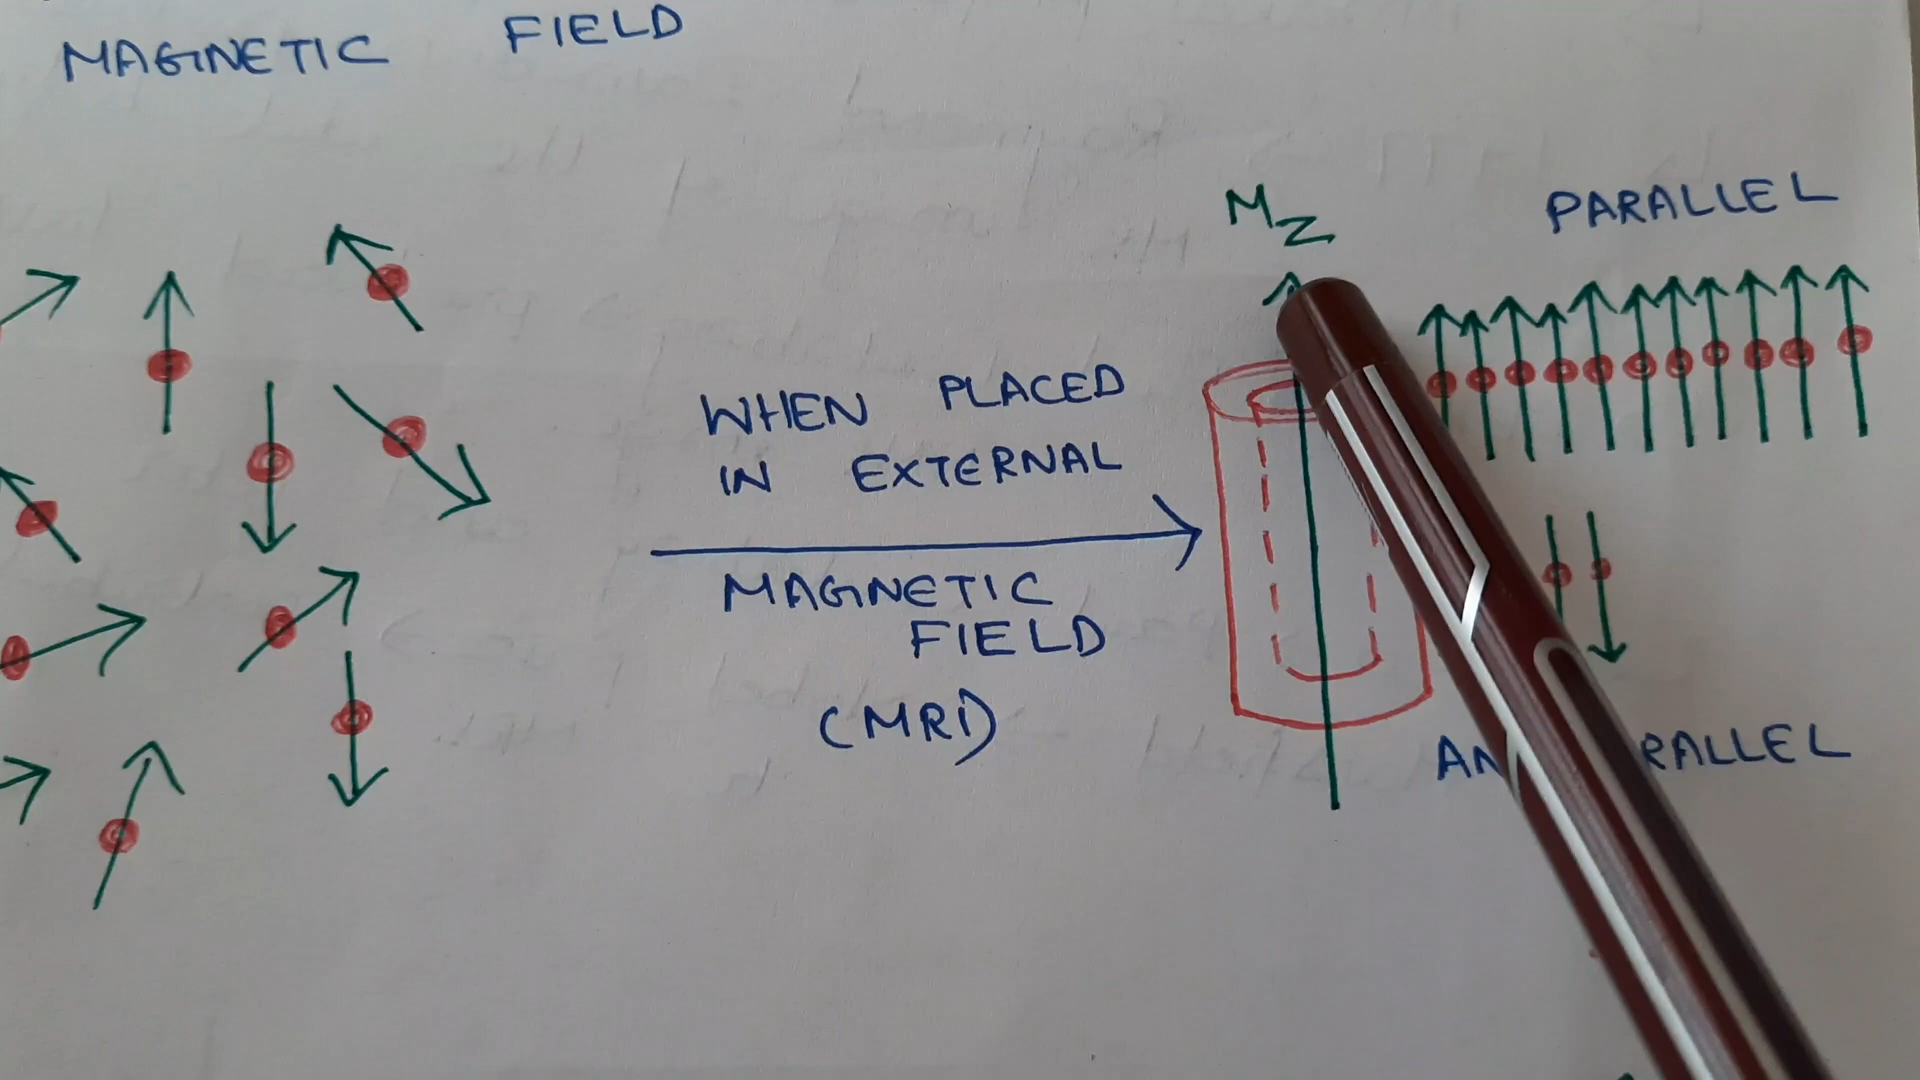 MAGNETIC FIELD
WHEN PLACED
IN EXTERNAL
MAGNETIC
FIELD
(MRI)
MZ
PARALLEL